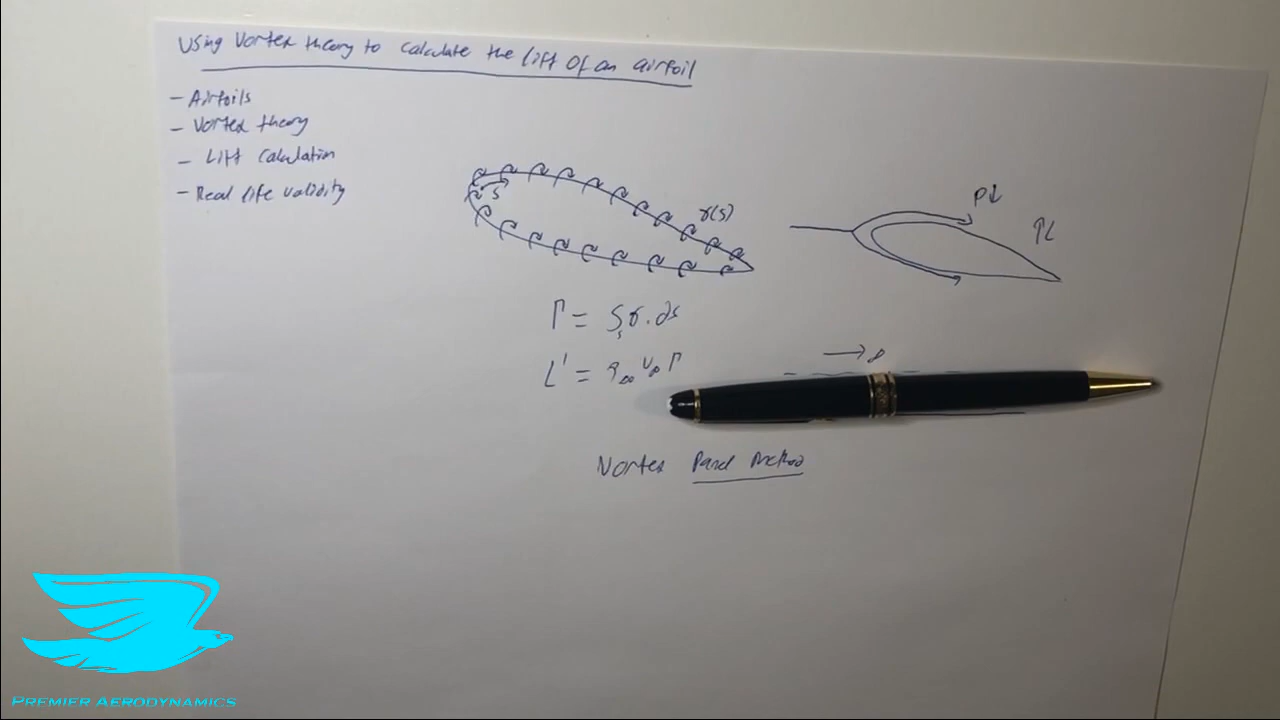 Using Vortex theory to calculate the lift of an airfoil
- Airfoils
- Vortex theory
- Lift calculation
- Real life validity
S
γ(s)
P↓
↑L
Γ = ∫s γ.ds
L' = ρ∞ V∞ Γ
→ ∞
Vortex Panel Method
PREMIER AERODYNAMICS